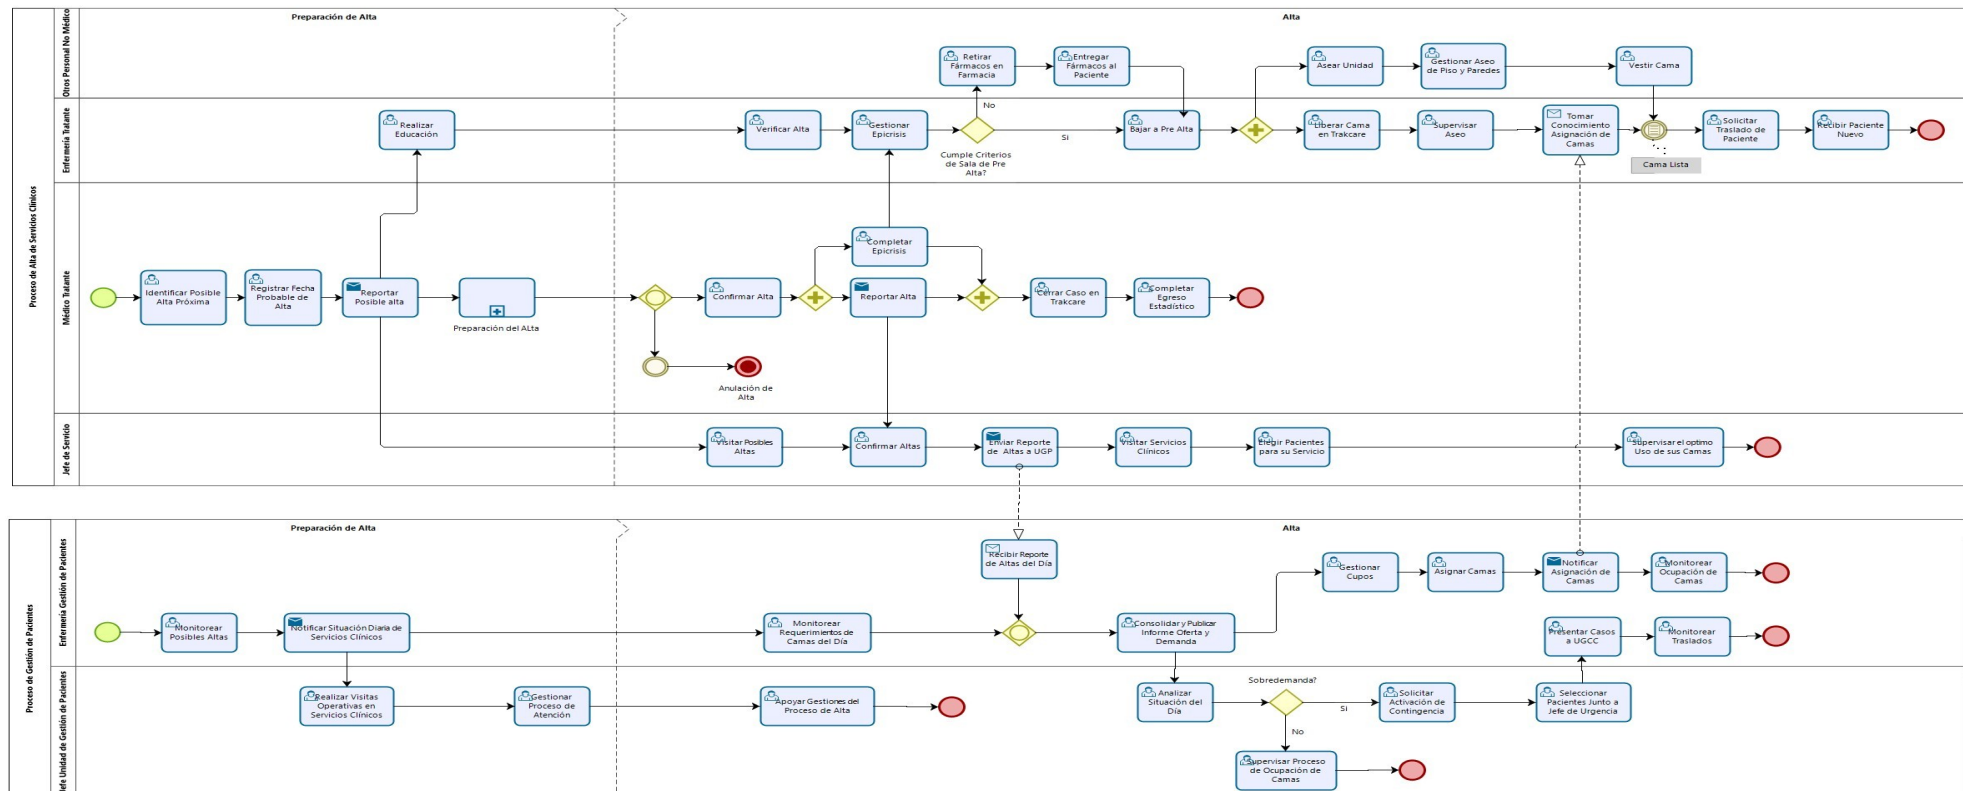 Preparación de Alta
Alta
Proceso de Alta de Servicios Clínicos
Otros Personal No Médico
Retirar
Fármacos en
Farmacia
Entregar
Fármacos al
Paciente
Asear Unidad
Gestionar Aseo
de Piso y Paredes
Vestir Cama
Enfermería Tratante
Realizar
Educación
Verificar Alta
Gestionar
Epicrisis
No
Si
Cumple Criterios
de Sala de Pre
Alta?
Bajar a Pre Alta
Liberar Cama
en Trakcare
Supervisar
Aseo
Tomar
Conocimiento
Asignación de
Camas
Cama Lista
Solicitar
Traslado de
Paciente
Recibir Paciente
Nuevo
Médico Tratante
Identificar Posible
Alta Próxima
Registrar Fecha
Probable de
Alta
Reportar
Posible alta
Preparación del ALta
Confirmar Alta
Completar
Epicrisis
Reportar Alta
Cerrar Caso en
Trakcare
Completar
Egreso
Estadístico
Anulación de
Alta
Jefe de Servicio
Visitar Posibles
Altas
Confirmar Altas
Enviar Reporte
de Altas a UGP
Visitar Servicios
Clínicos
Elegir Pacientes
para su Servicio
Supervisar el optimo
Uso de sus Camas
Preparación de Alta
Alta
Proceso de Gestión de Pacientes
Enfermería Gestión de Pacientes
Recibir Reporte
de Altas del Día
Gestionar
Cupos
Asignar Camas
Notificar
Asignación de
Camas
Monitorear
Ocupación de
Camas
Monitorear
Posibles Altas
Notificar Situación Diaria de
Servicios Clínicos
Monitorear
Requerimientos de
Camas del Día
Consolidar y Publicar
Informe Oferta y
Demanda
Presentar Casos
a UGCC
Monitorear
Traslados
Jefe Unidad de Gestión de Pacientes
Realizar Visitas
Operativas en
Servicios Clínicos
Gestionar
Proceso de
Atención
Apoyar Gestiones del
Proceso de Alta
Analizar
Situación del
Día
Sobredemanda?
Si
No
Solicitar
Activación de
Contingencia
Seleccionar
Pacientes Junto a
Jefe de Urgencia
Supervisar Proceso
de Ocupación de
Camas